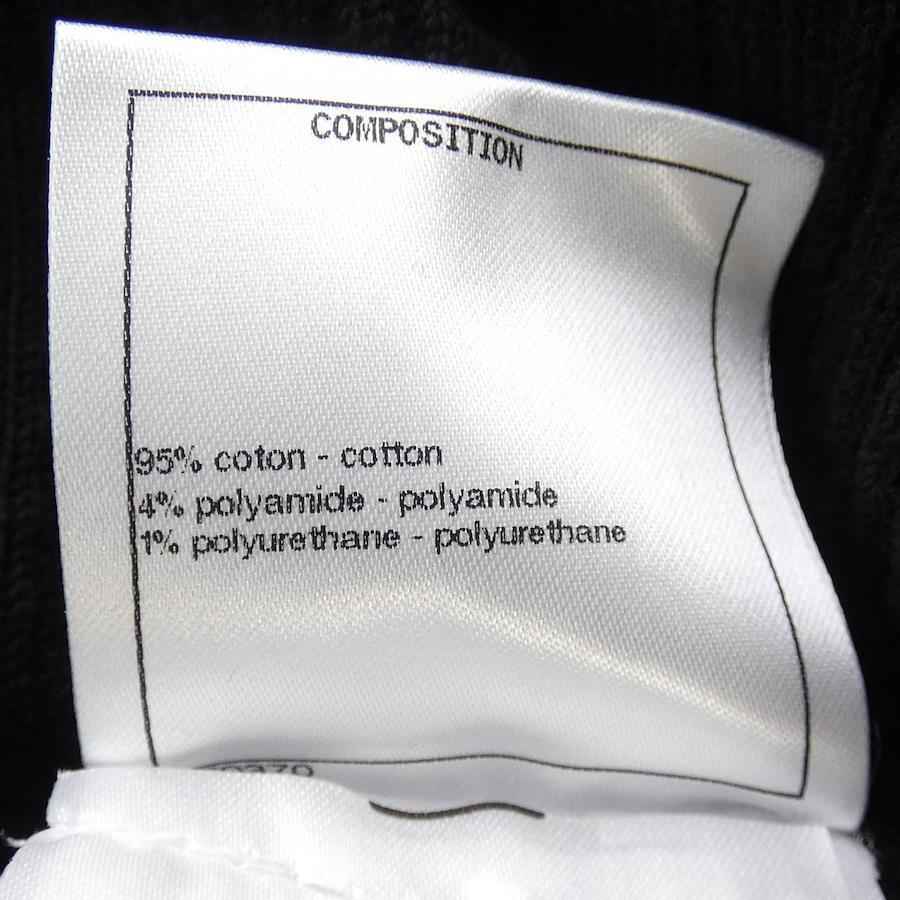 COMPOSITION
95% coton - cotton
4% polyamide - polyamide
1% polyurethane - polyurethane